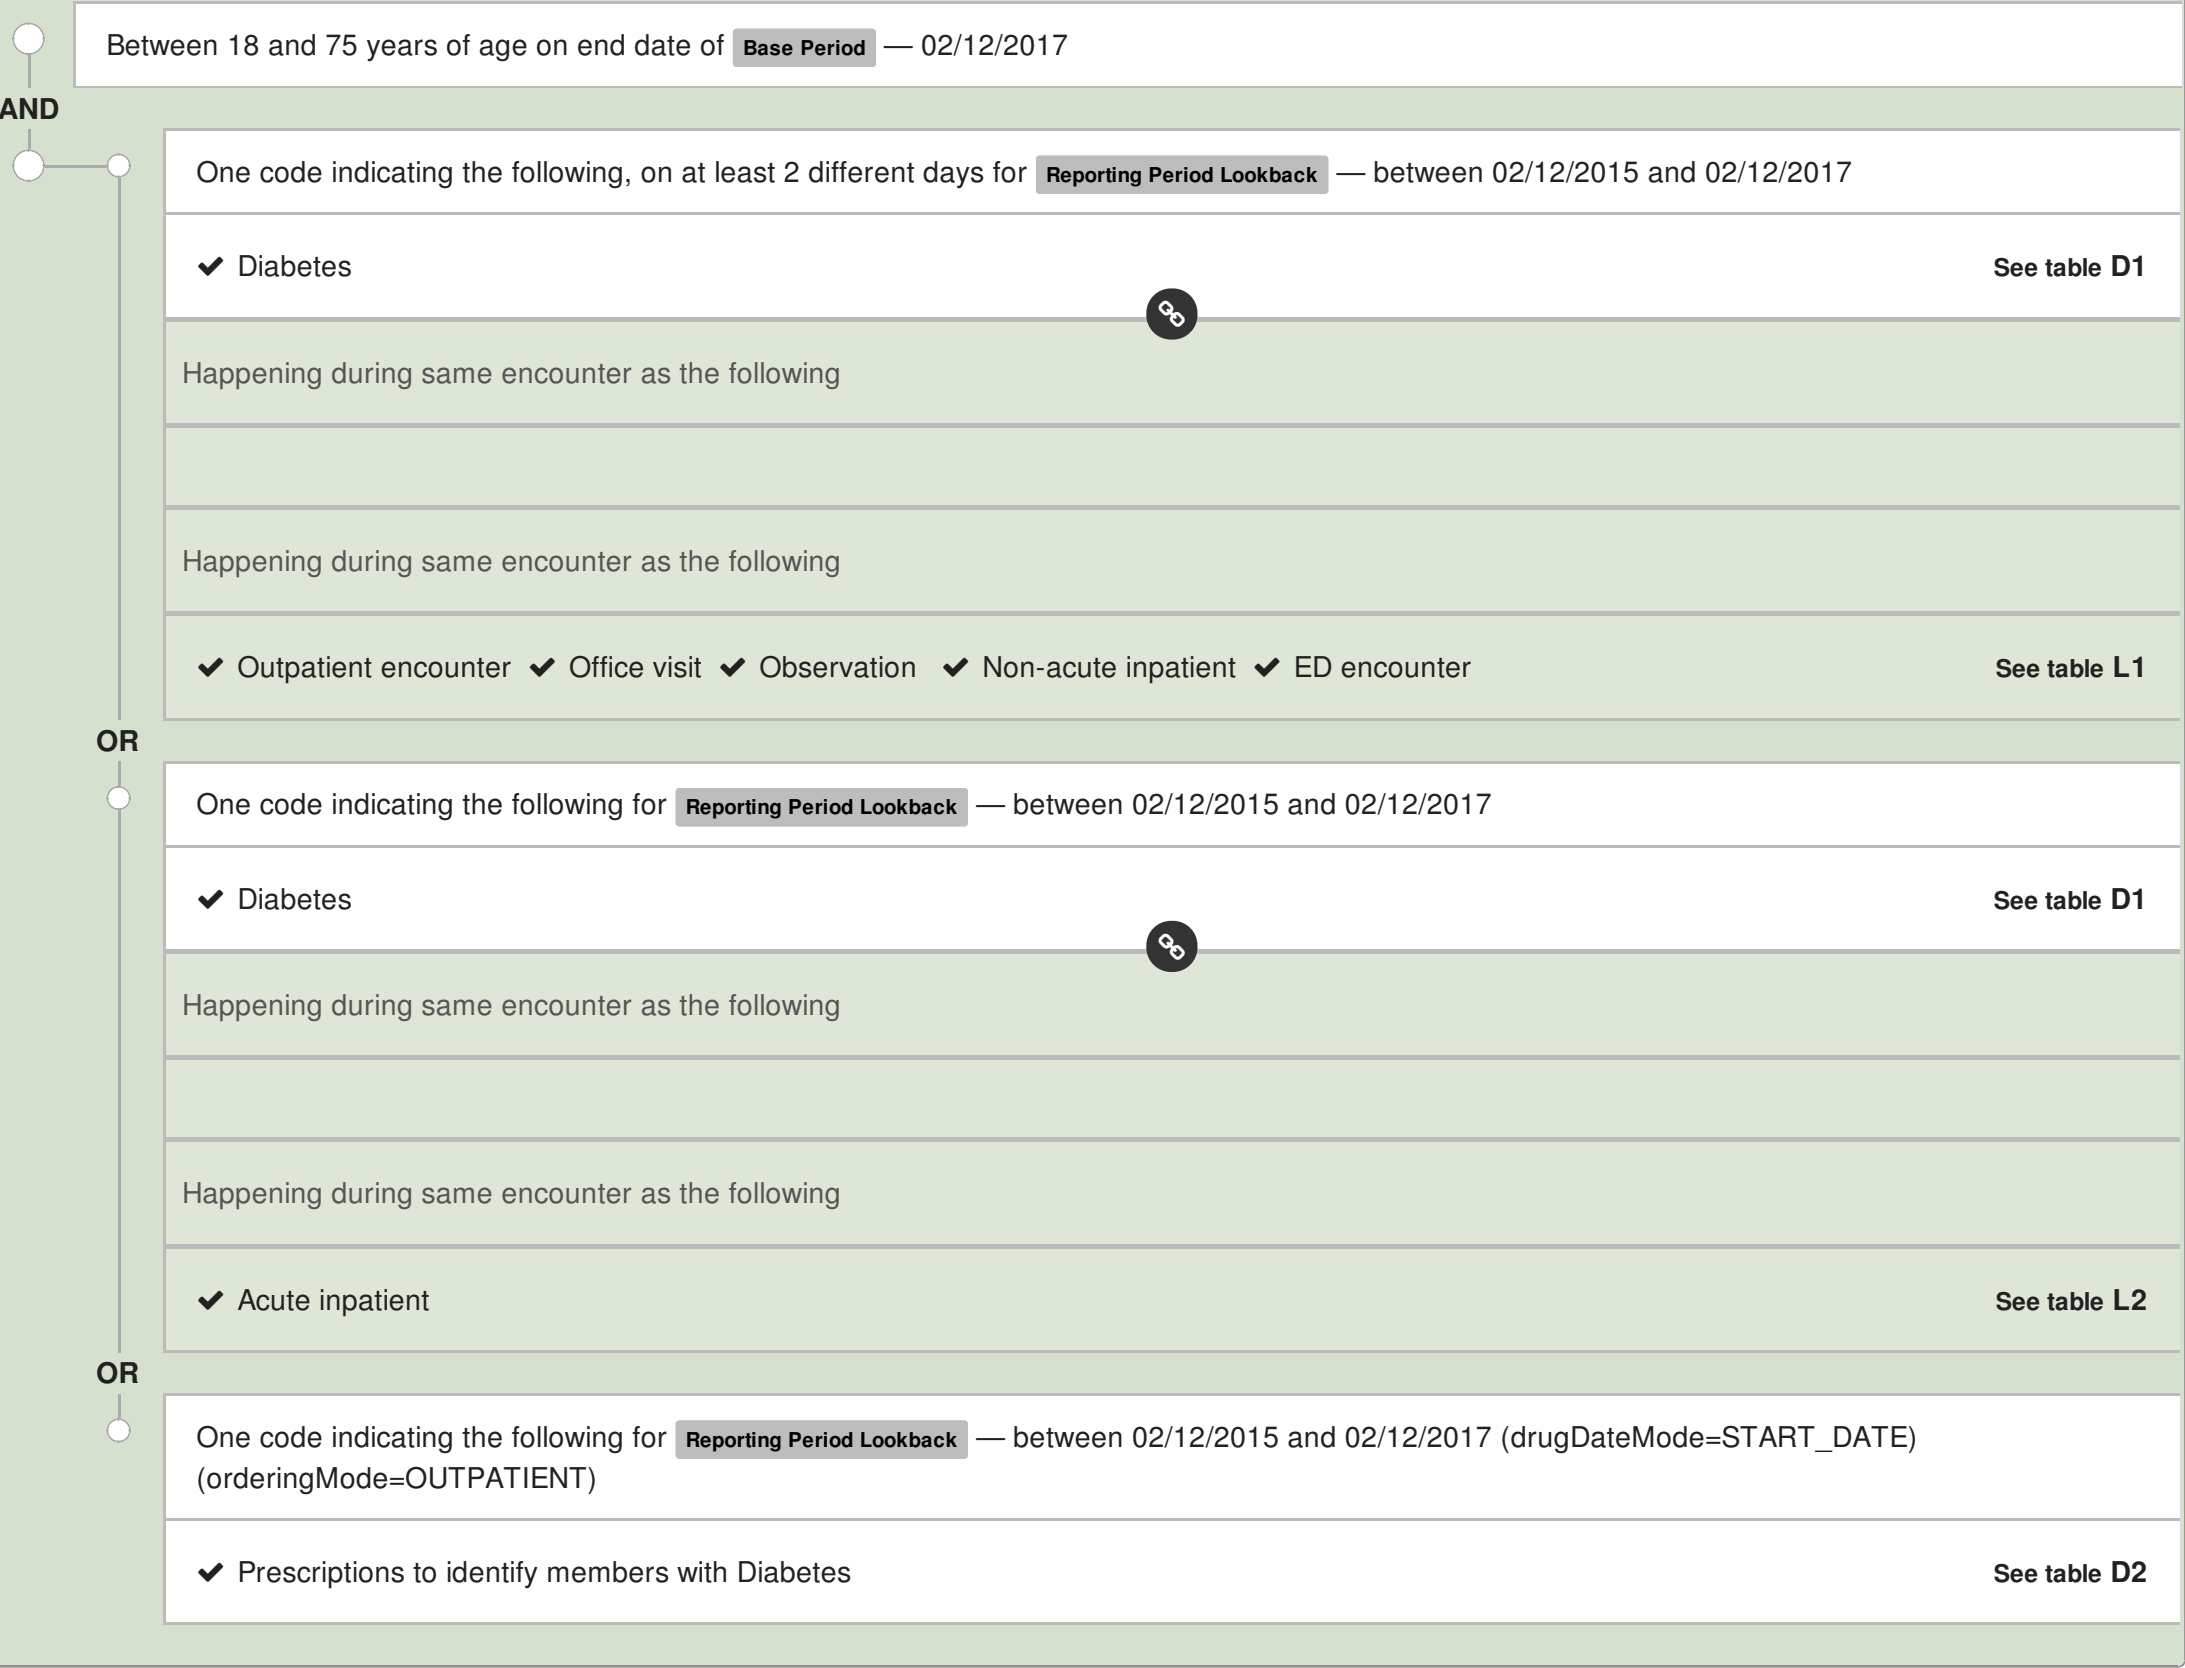 Between 18 and 75 years of age on end date of Base Period — 02/12/2017
AND
One code indicating the following, on at least 2 different days for Reporting Period Lookback — between 02/12/2015 and 02/12/2017
✔ Diabetes See table D1
Happening during same encounter as the following
Happening during same encounter as the following
✔ Outpatient encounter ✔ Office visit ✔ Observation ✔ Non-acute inpatient ✔ ED encounter See table L1
OR
One code indicating the following for Reporting Period Lookback — between 02/12/2015 and 02/12/2017
✔ Diabetes See table D1
Happening during same encounter as the following
Happening during same encounter as the following
✔ Acute inpatient See table L2
OR
One code indicating the following for Reporting Period Lookback — between 02/12/2015 and 02/12/2017 (drugDateMode=START_DATE)
(orderingMode=OUTPATIENT)
✔ Prescriptions to identify members with Diabetes See table D2